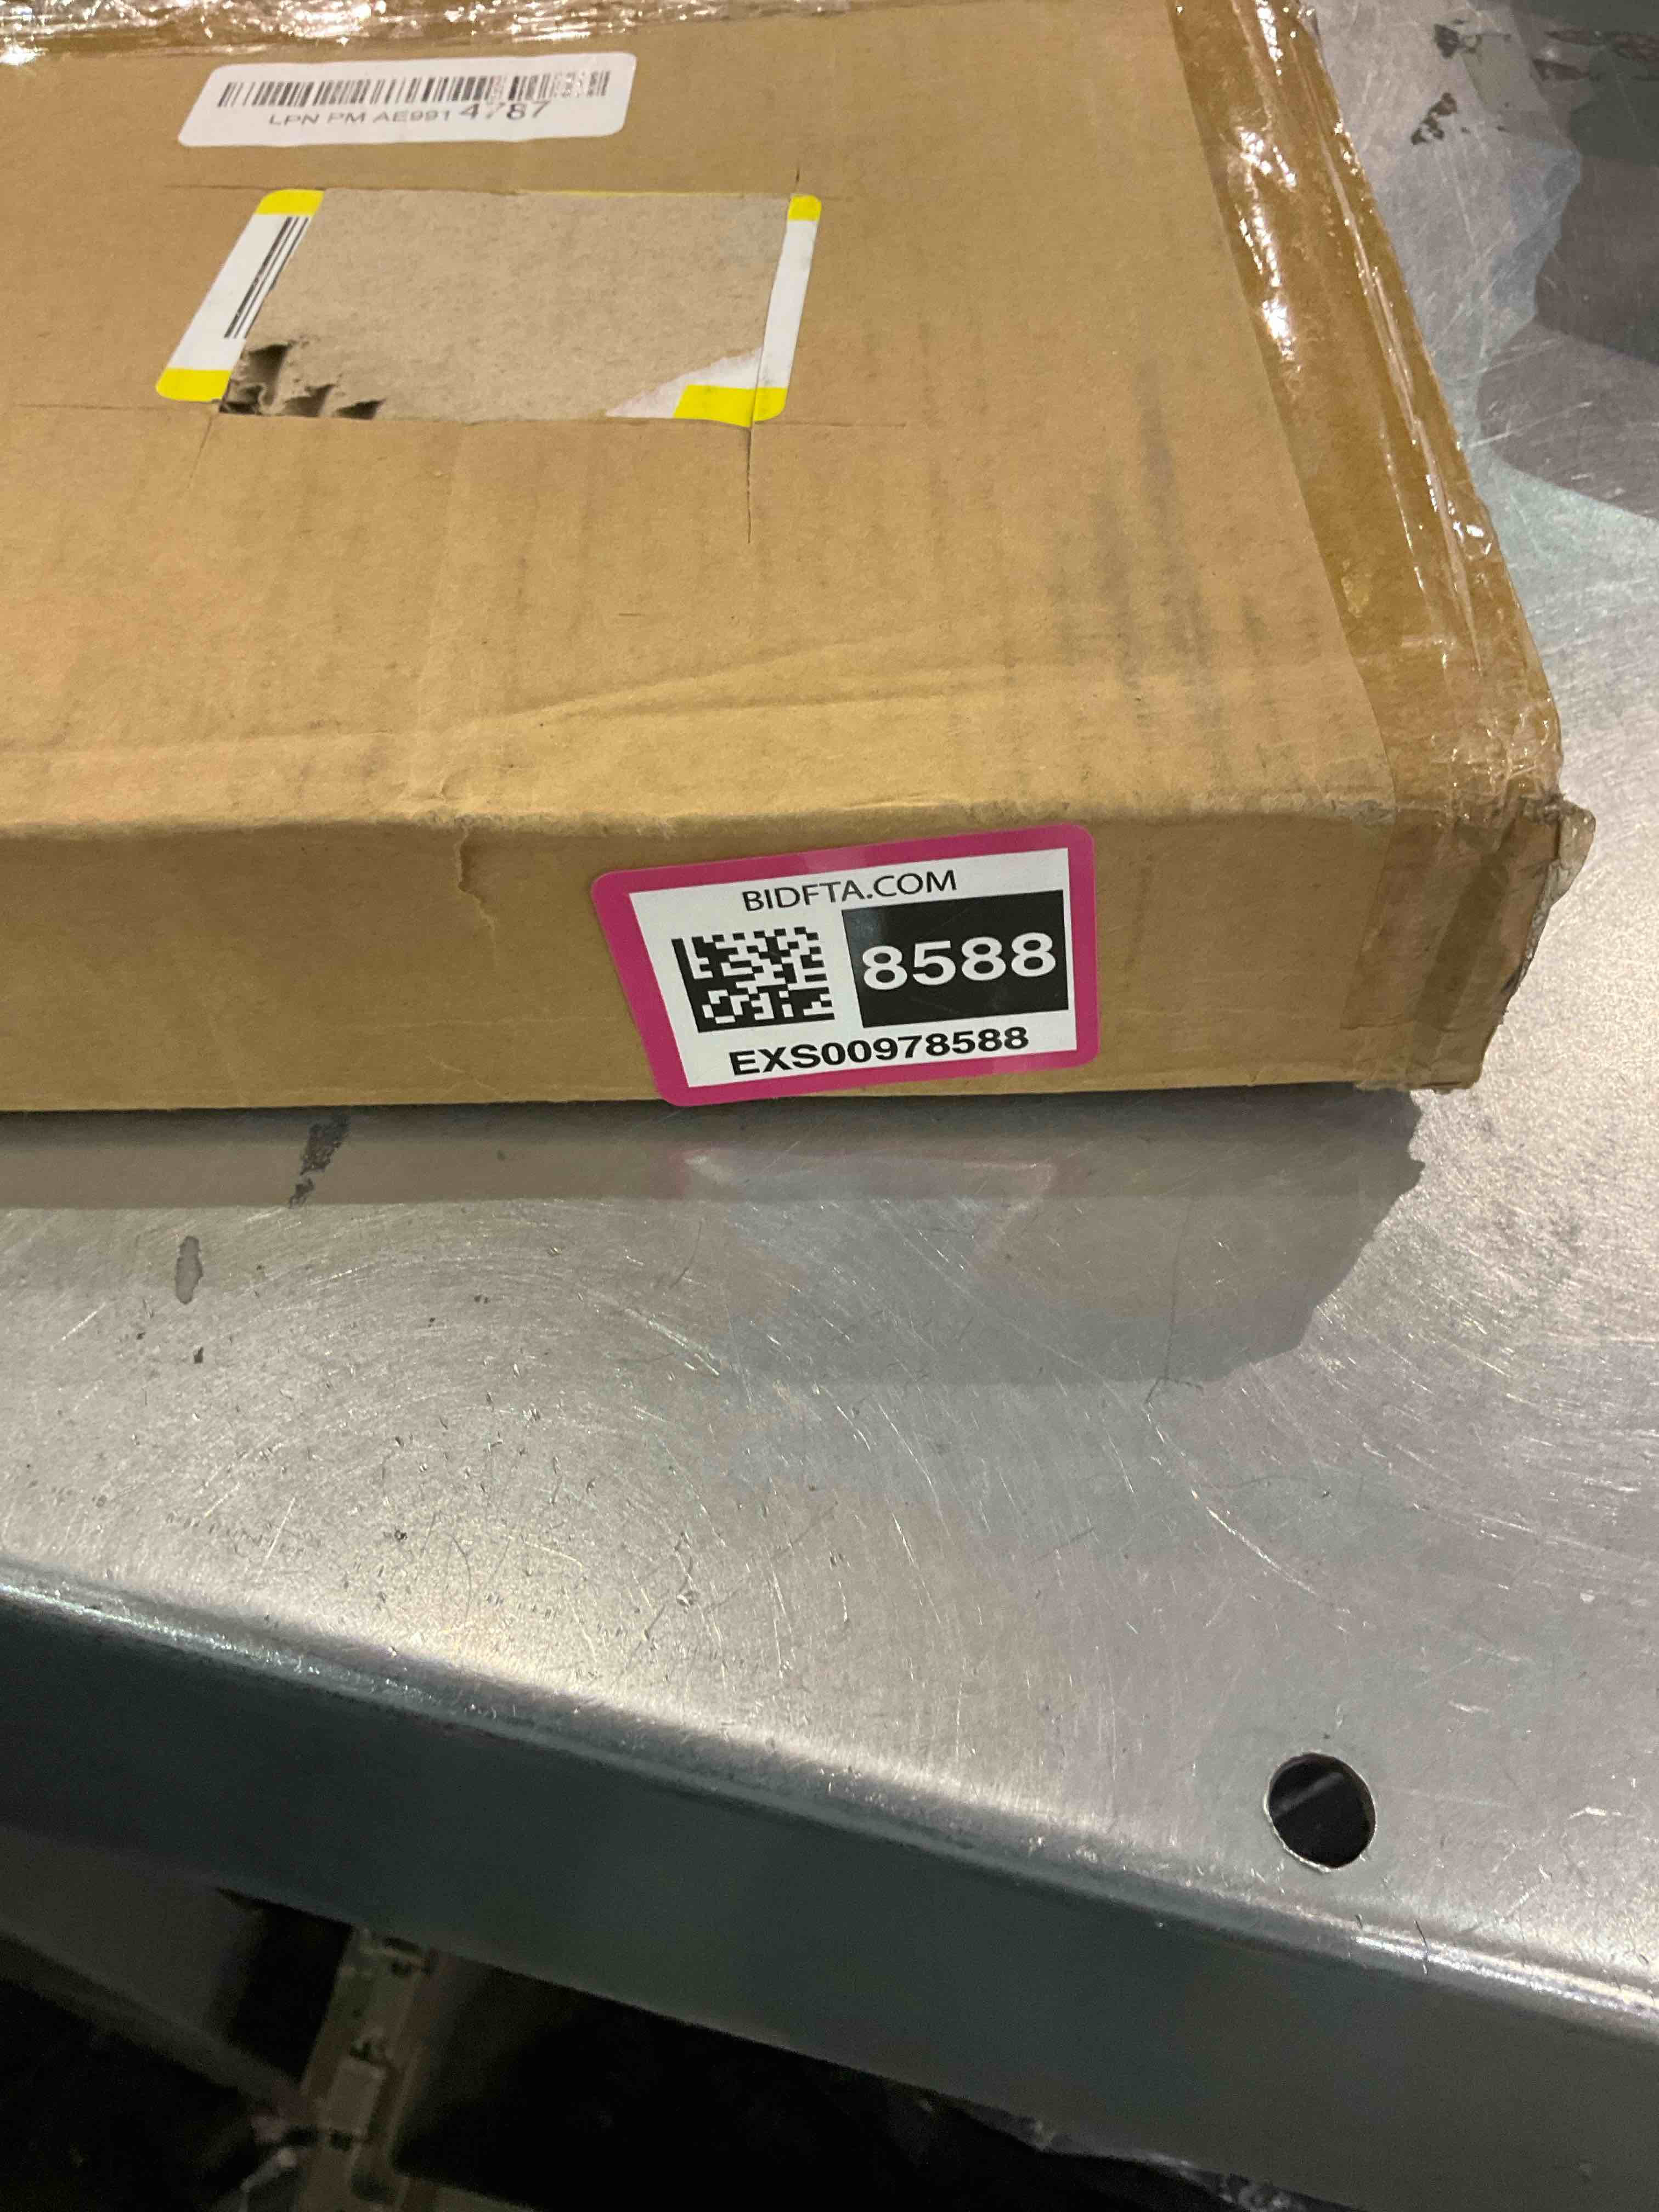 LPN PM AE991 4787
BIDFTA.COM
8588
EXS00978588